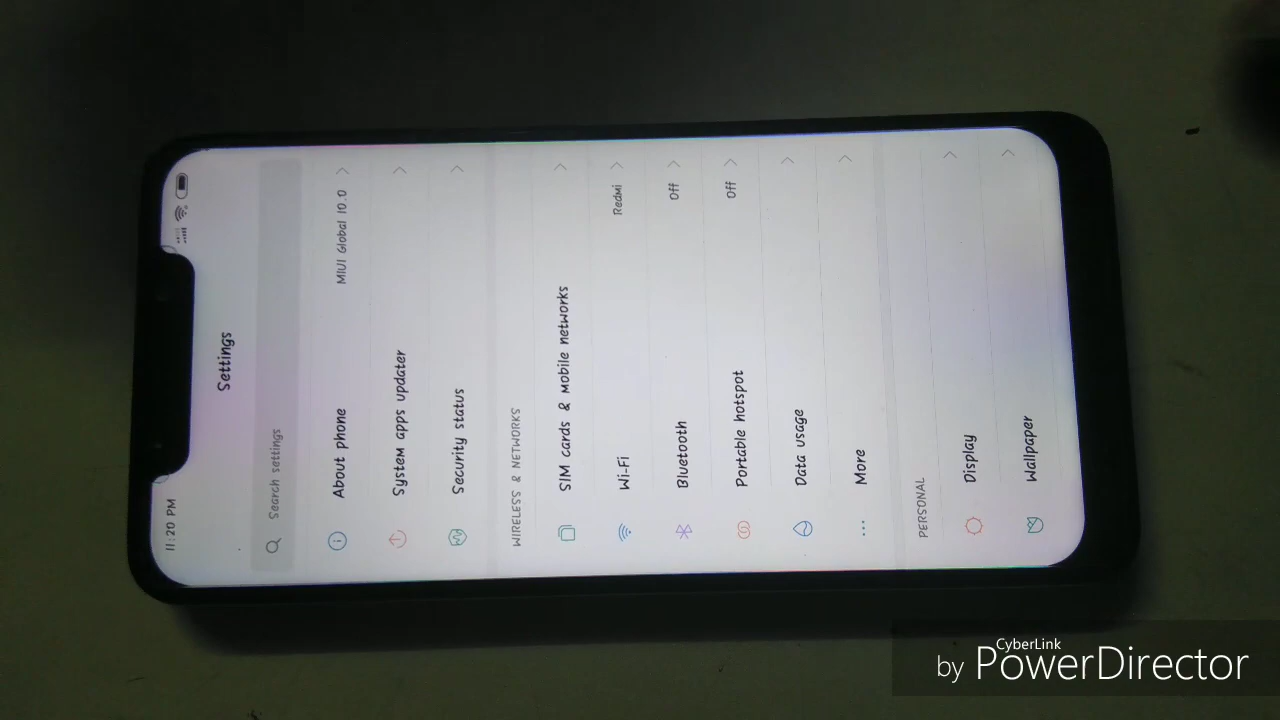 11:20 PM
Settings
Search settings
About phone MIUI Global 10.0
System apps updater
Security status
WIRELESS & NETWORKS
SIM cards & mobile networks
Wi-Fi Redmi
Bluetooth Off
Portable hotspot Off
Data usage
More
PERSONAL
Display
Wallpaper
by CyberLink PowerDirector